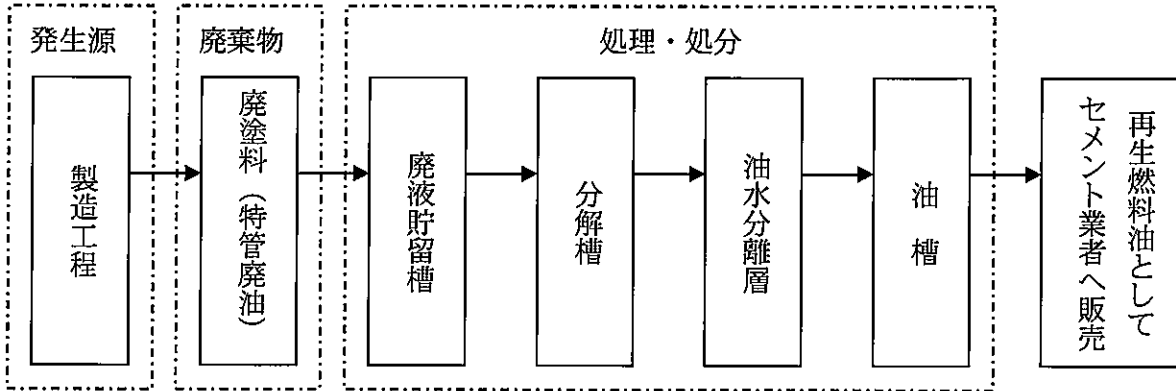 発生源
製造工程
廃棄物
廃塗料（特管廃油）
処理・処分
廃液貯留槽
分解槽
油水分離層
油　槽
再生燃料油として
セメント業者へ販売